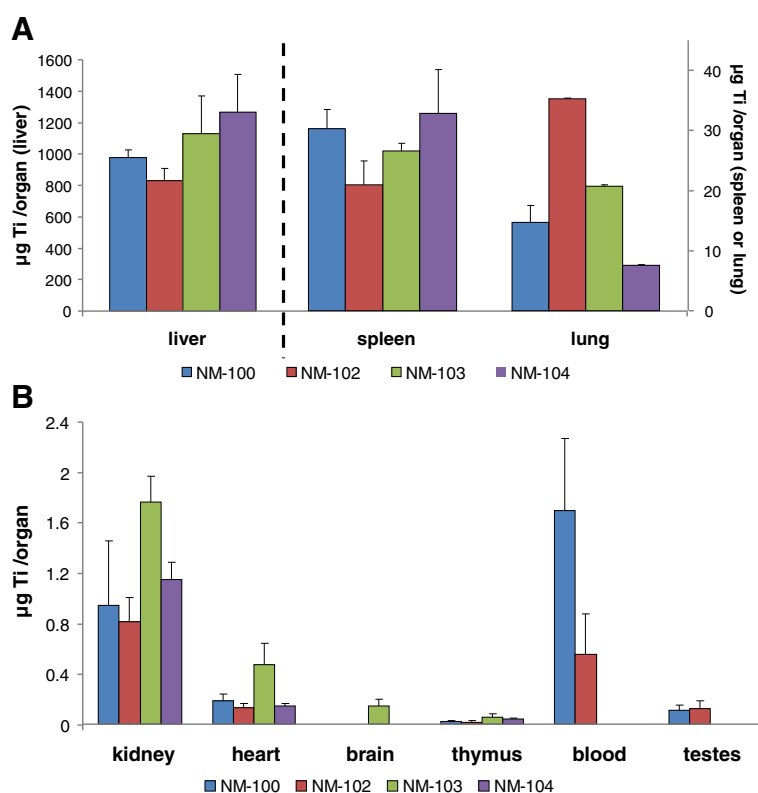 A
µg Ti /organ (liver)
1600
1400
1200
1000
800
600
400
200
0
40
30
20
10
0
µg Ti /organ (spleen or lung)
liver spleen lung
NM-100 NM-102 NM-103 NM-104
B
µg Ti /organ
2.4
2
1.6
1.2
0.8
0.4
0
kidney heart brain thymus blood testes
NM-100 NM-102 NM-103 NM-104